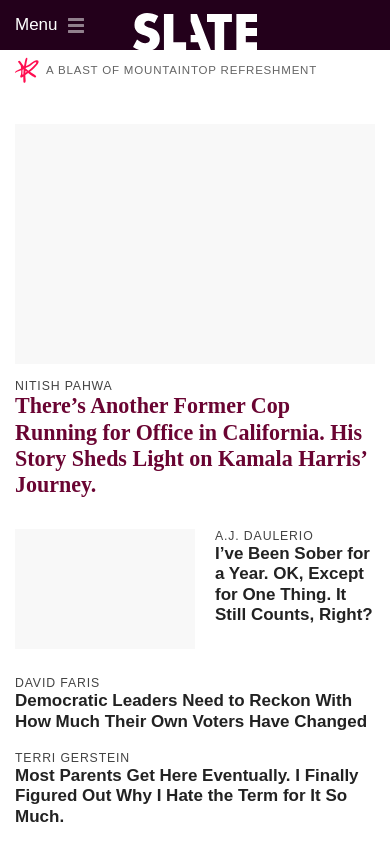 Menu
SLATE
A BLAST OF MOUNTAINTOP REFRESHMENT
NITISH PAHWA
There’s Another Former Cop
Running for Office in California. His
Story Sheds Light on Kamala Harris’
Journey.
A.J. DAULERIO
I’ve Been Sober for
a Year. OK, Except
for One Thing. It
Still Counts, Right?
DAVID FARIS
Democratic Leaders Need to Reckon With
How Much Their Own Voters Have Changed
TERRI GERSTEIN
Most Parents Get Here Eventually. I Finally
Figured Out Why I Hate the Term for It So
Much.